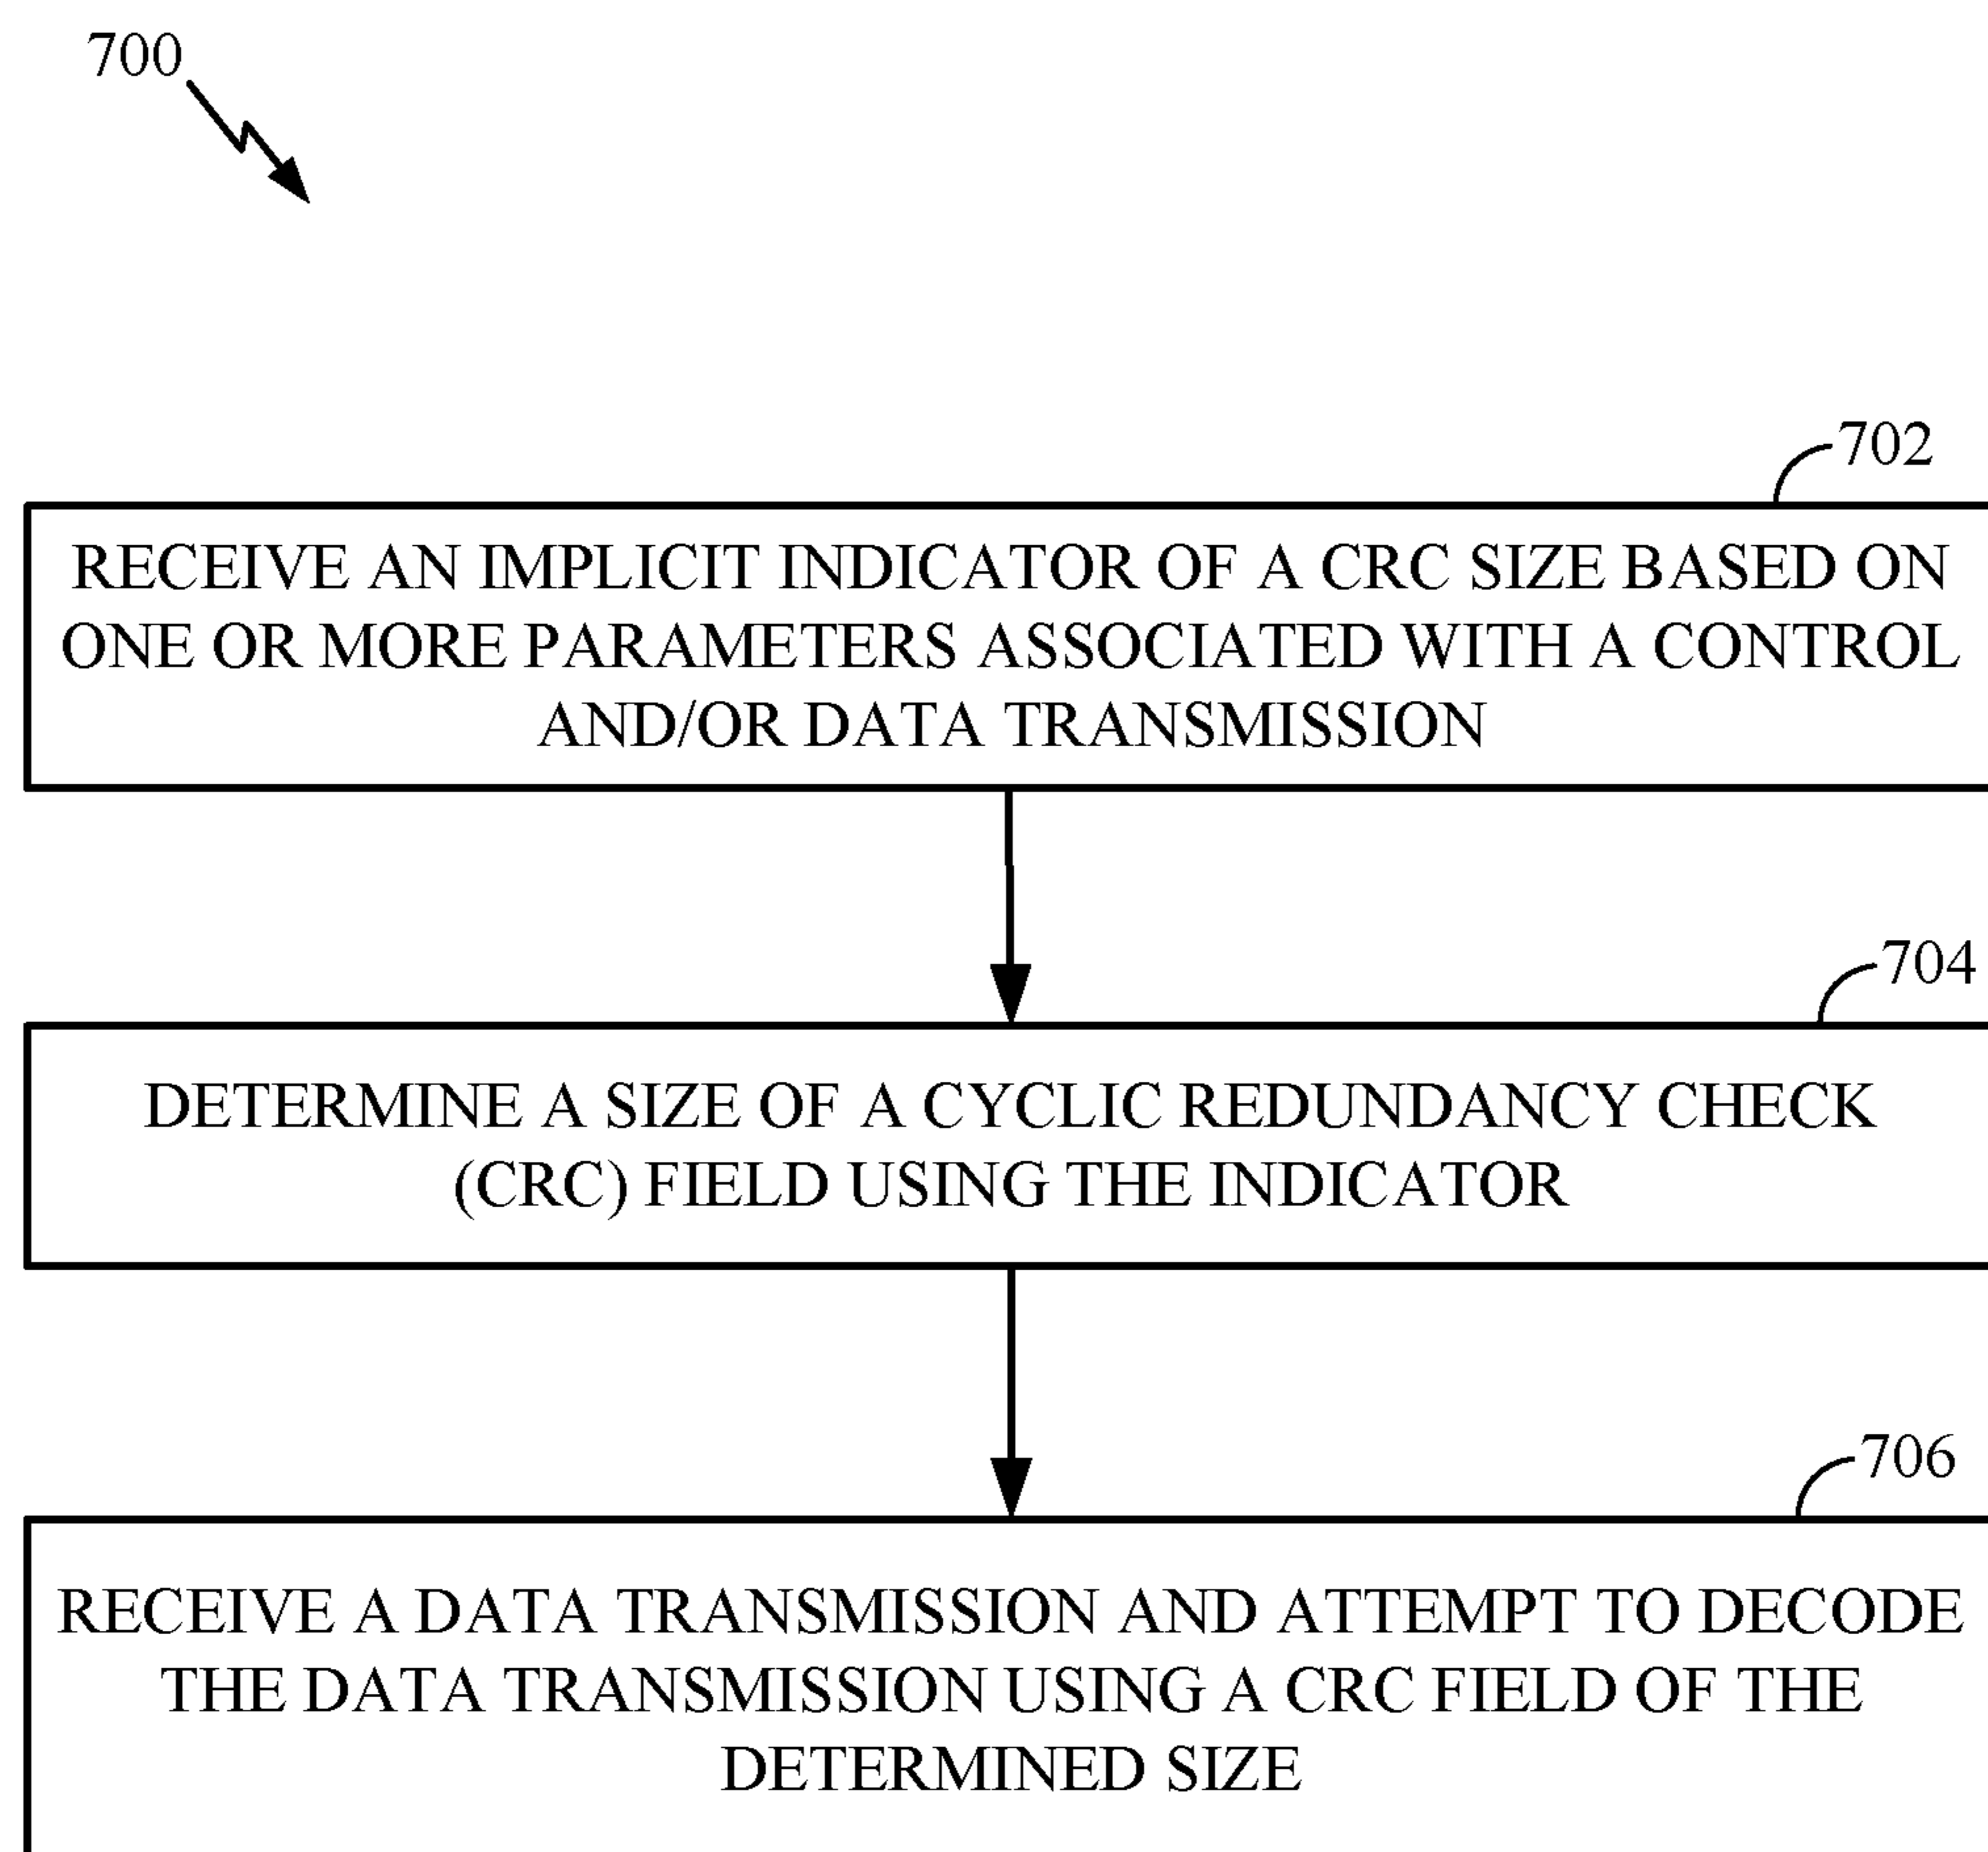 700
702
RECEIVE AN IMPLICIT INDICATOR OF A CRC SIZE BASED ON
ONE OR MORE PARAMETERS ASSOCIATED WITH A CONTROL
AND/OR DATA TRANSMISSION
704
DETERMINE A SIZE OF A CYCLIC REDUNDANCY CHECK
(CRC) FIELD USING THE INDICATOR
706
RECEIVE A DATA TRANSMISSION AND ATTEMPT TO DECODE
THE DATA TRANSMISSION USING A CRC FIELD OF THE
DETERMINED SIZE